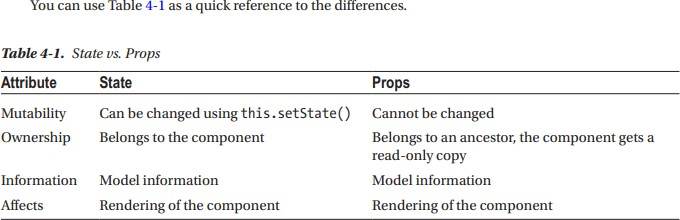 You can use Table 4-1 as a quick reference to the differences.
Table 4-1. State vs. Props
Attribute State Props
Mutability Can be changed using this.setState() Cannot be changed
Ownership Belongs to the component Belongs to an ancestor, the component gets a
read-only copy
Information Model information Model information
Affects Rendering of the component Rendering of the component